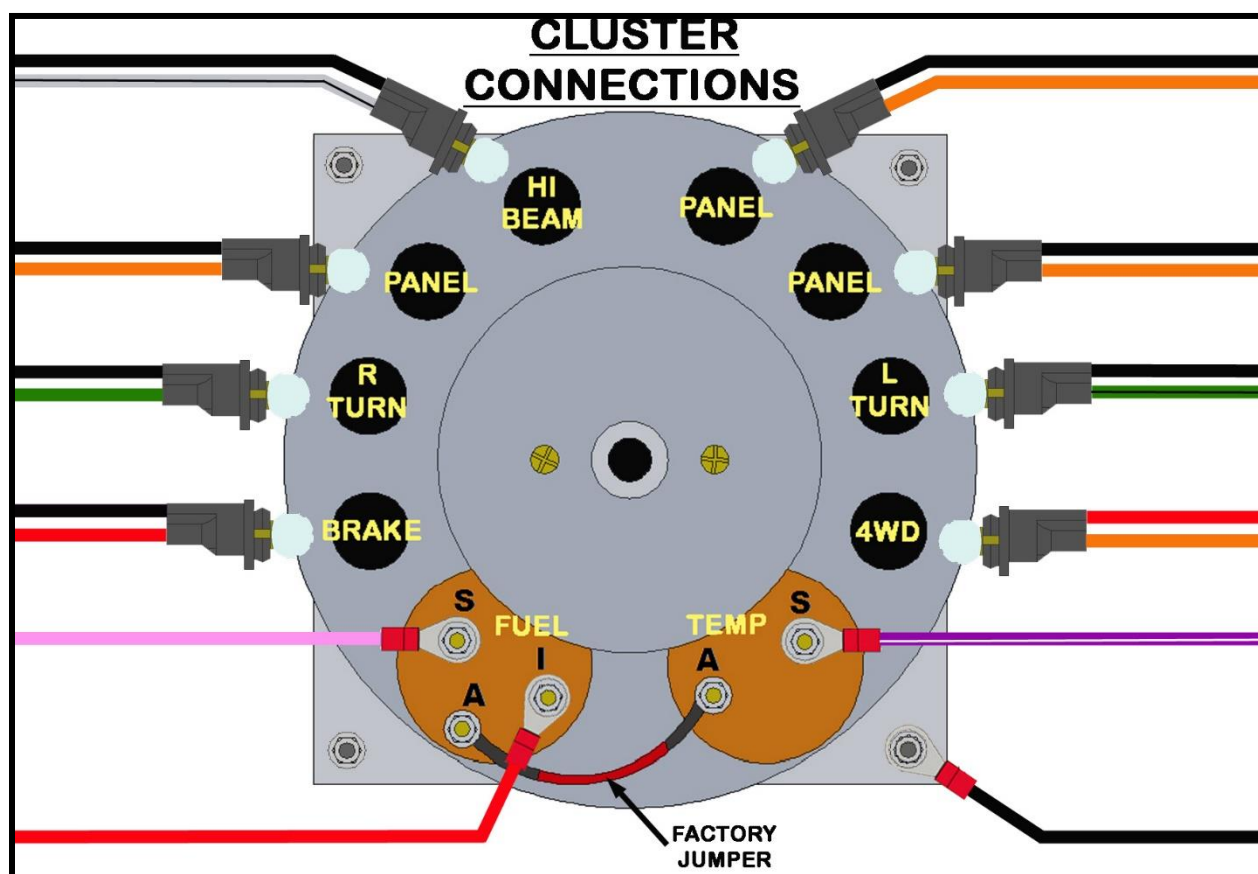 CLUSTER
CONNECTIONS
HI
BEAM
PANEL
PANEL
PANEL
R
TURN
L
TURN
BRAKE
4WD
S
FUEL
I
A
TEMP
S
A
FACTORY
JUMPER